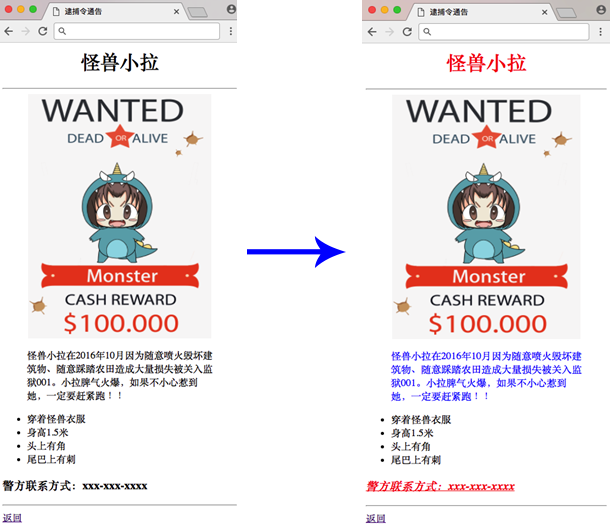 逮捕令通告
怪兽小拉
WANTED
DEAD OR ALIVE
Monster
CASH REWARD
$100.000
怪兽小拉在2016年10月因为随意喷火毁坏建
筑物、随意踩踏农田造成大量损失被关入监
狱001。小拉脾气火爆，如果不小心惹到
她，一定要赶紧跑！！
穿着怪兽衣服
身高1.5米
头上有角
尾巴上有刺
警方联系方式：xxx-xxx-xxxx
返回
逮捕令通告
怪兽小拉
WANTED
DEAD OR ALIVE
Monster
CASH REWARD
$100.000
怪兽小拉在2016年10月因为随意喷火毁坏建
筑物、随意踩踏农田造成大量损失被关入监
狱001。小拉脾气火爆，如果不小心惹到
她，一定要赶紧跑！！
穿着怪兽衣服
身高1.5米
头上有角
尾巴上有刺
警方联系方式：xxx-xxx-xxxx
返回